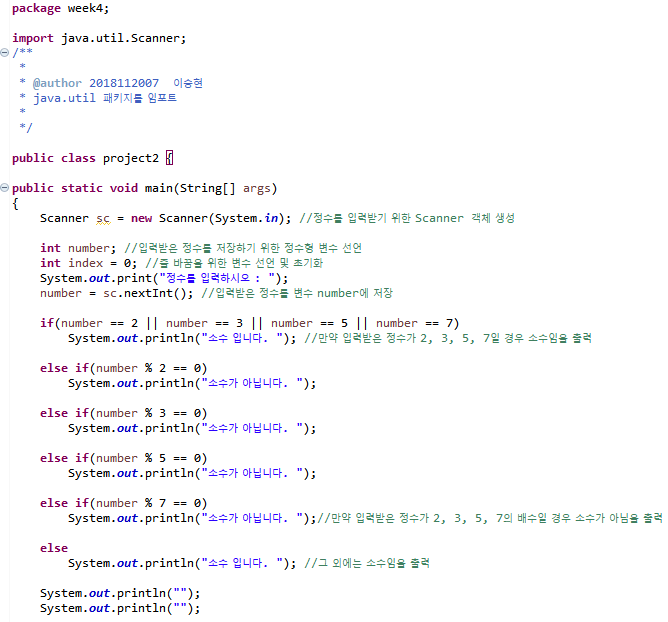 package week4;
import java.util.Scanner;
/**
*
* @author 2018112007 이승현
* java.util 패키지를 임포트
*
*/
public class project2 {
public static void main(String[] args)
{
Scanner sc = new Scanner(System.in); //정수를 입력받기 위한 Scanner 객체 생성
int number; //입력받은 정수를 저장하기 위한 정수형 변수 선언
int index = 0; //줄 바꿈을 위한 변수 선언 및 초기화
System.out.print("정수를 입력하시오 : ");
number = sc.nextInt(); //입력받은 정수를 변수 number에 저장
if(number == 2 || number == 3 || number == 5 || number == 7)
System.out.println("소수 입니다. "); //만약 입력받은 정수가 2, 3, 5, 7일 경우 소수임을 출력
else if(number % 2 == 0)
System.out.println("소수가 아닙니다. ");
else if(number % 3 == 0)
System.out.println("소수가 아닙니다. ");
else if(number % 5 == 0)
System.out.println("소수가 아닙니다. ");
else if(number % 7 == 0)
System.out.println("소수가 아닙니다. ");//만약 입력받은 정수가 2, 3, 5, 7의 배수일 경우 소수가 아님을 출력
else
System.out.println("소수 입니다. "); //그 외에는 소수임을 출력
System.out.println("");
System.out.println("");